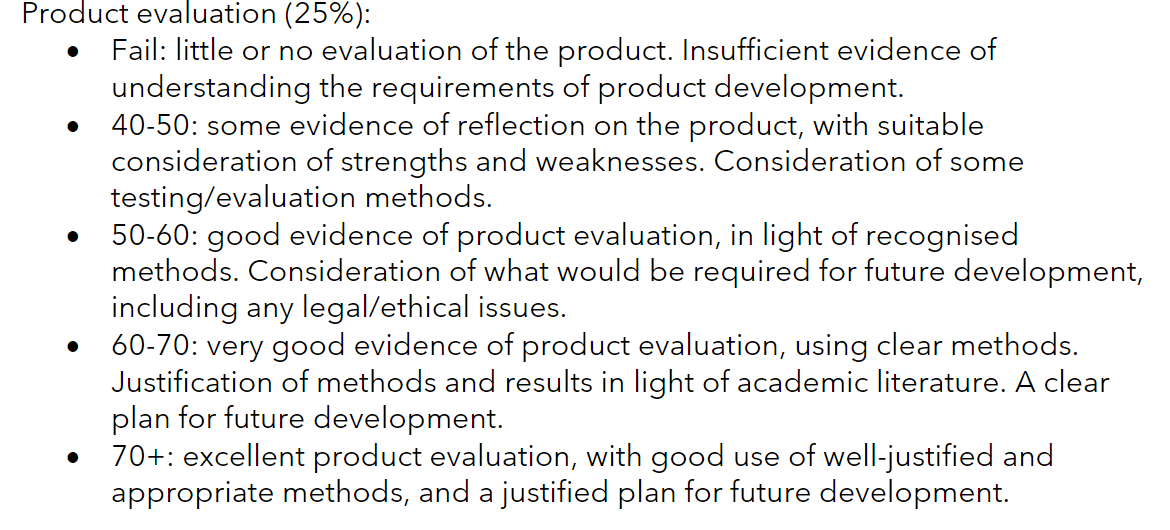 Product evaluation (25%):
• Fail: little or no evaluation of the product. Insufficient evidence of
understanding the requirements of product development.
• 40-50: some evidence of reflection on the product, with suitable
consideration of strengths and weaknesses. Consideration of some
testing/evaluation methods.
• 50-60: good evidence of product evaluation, in light of recognised
methods. Consideration of what would be required for future development,
including any legal/ethical issues.
• 60-70: very good evidence of product evaluation, using clear methods.
Justification of methods and results in light of academic literature. A clear
plan for future development.
• 70+: excellent product evaluation, with good use of well-justified and
appropriate methods, and a justified plan for future development.